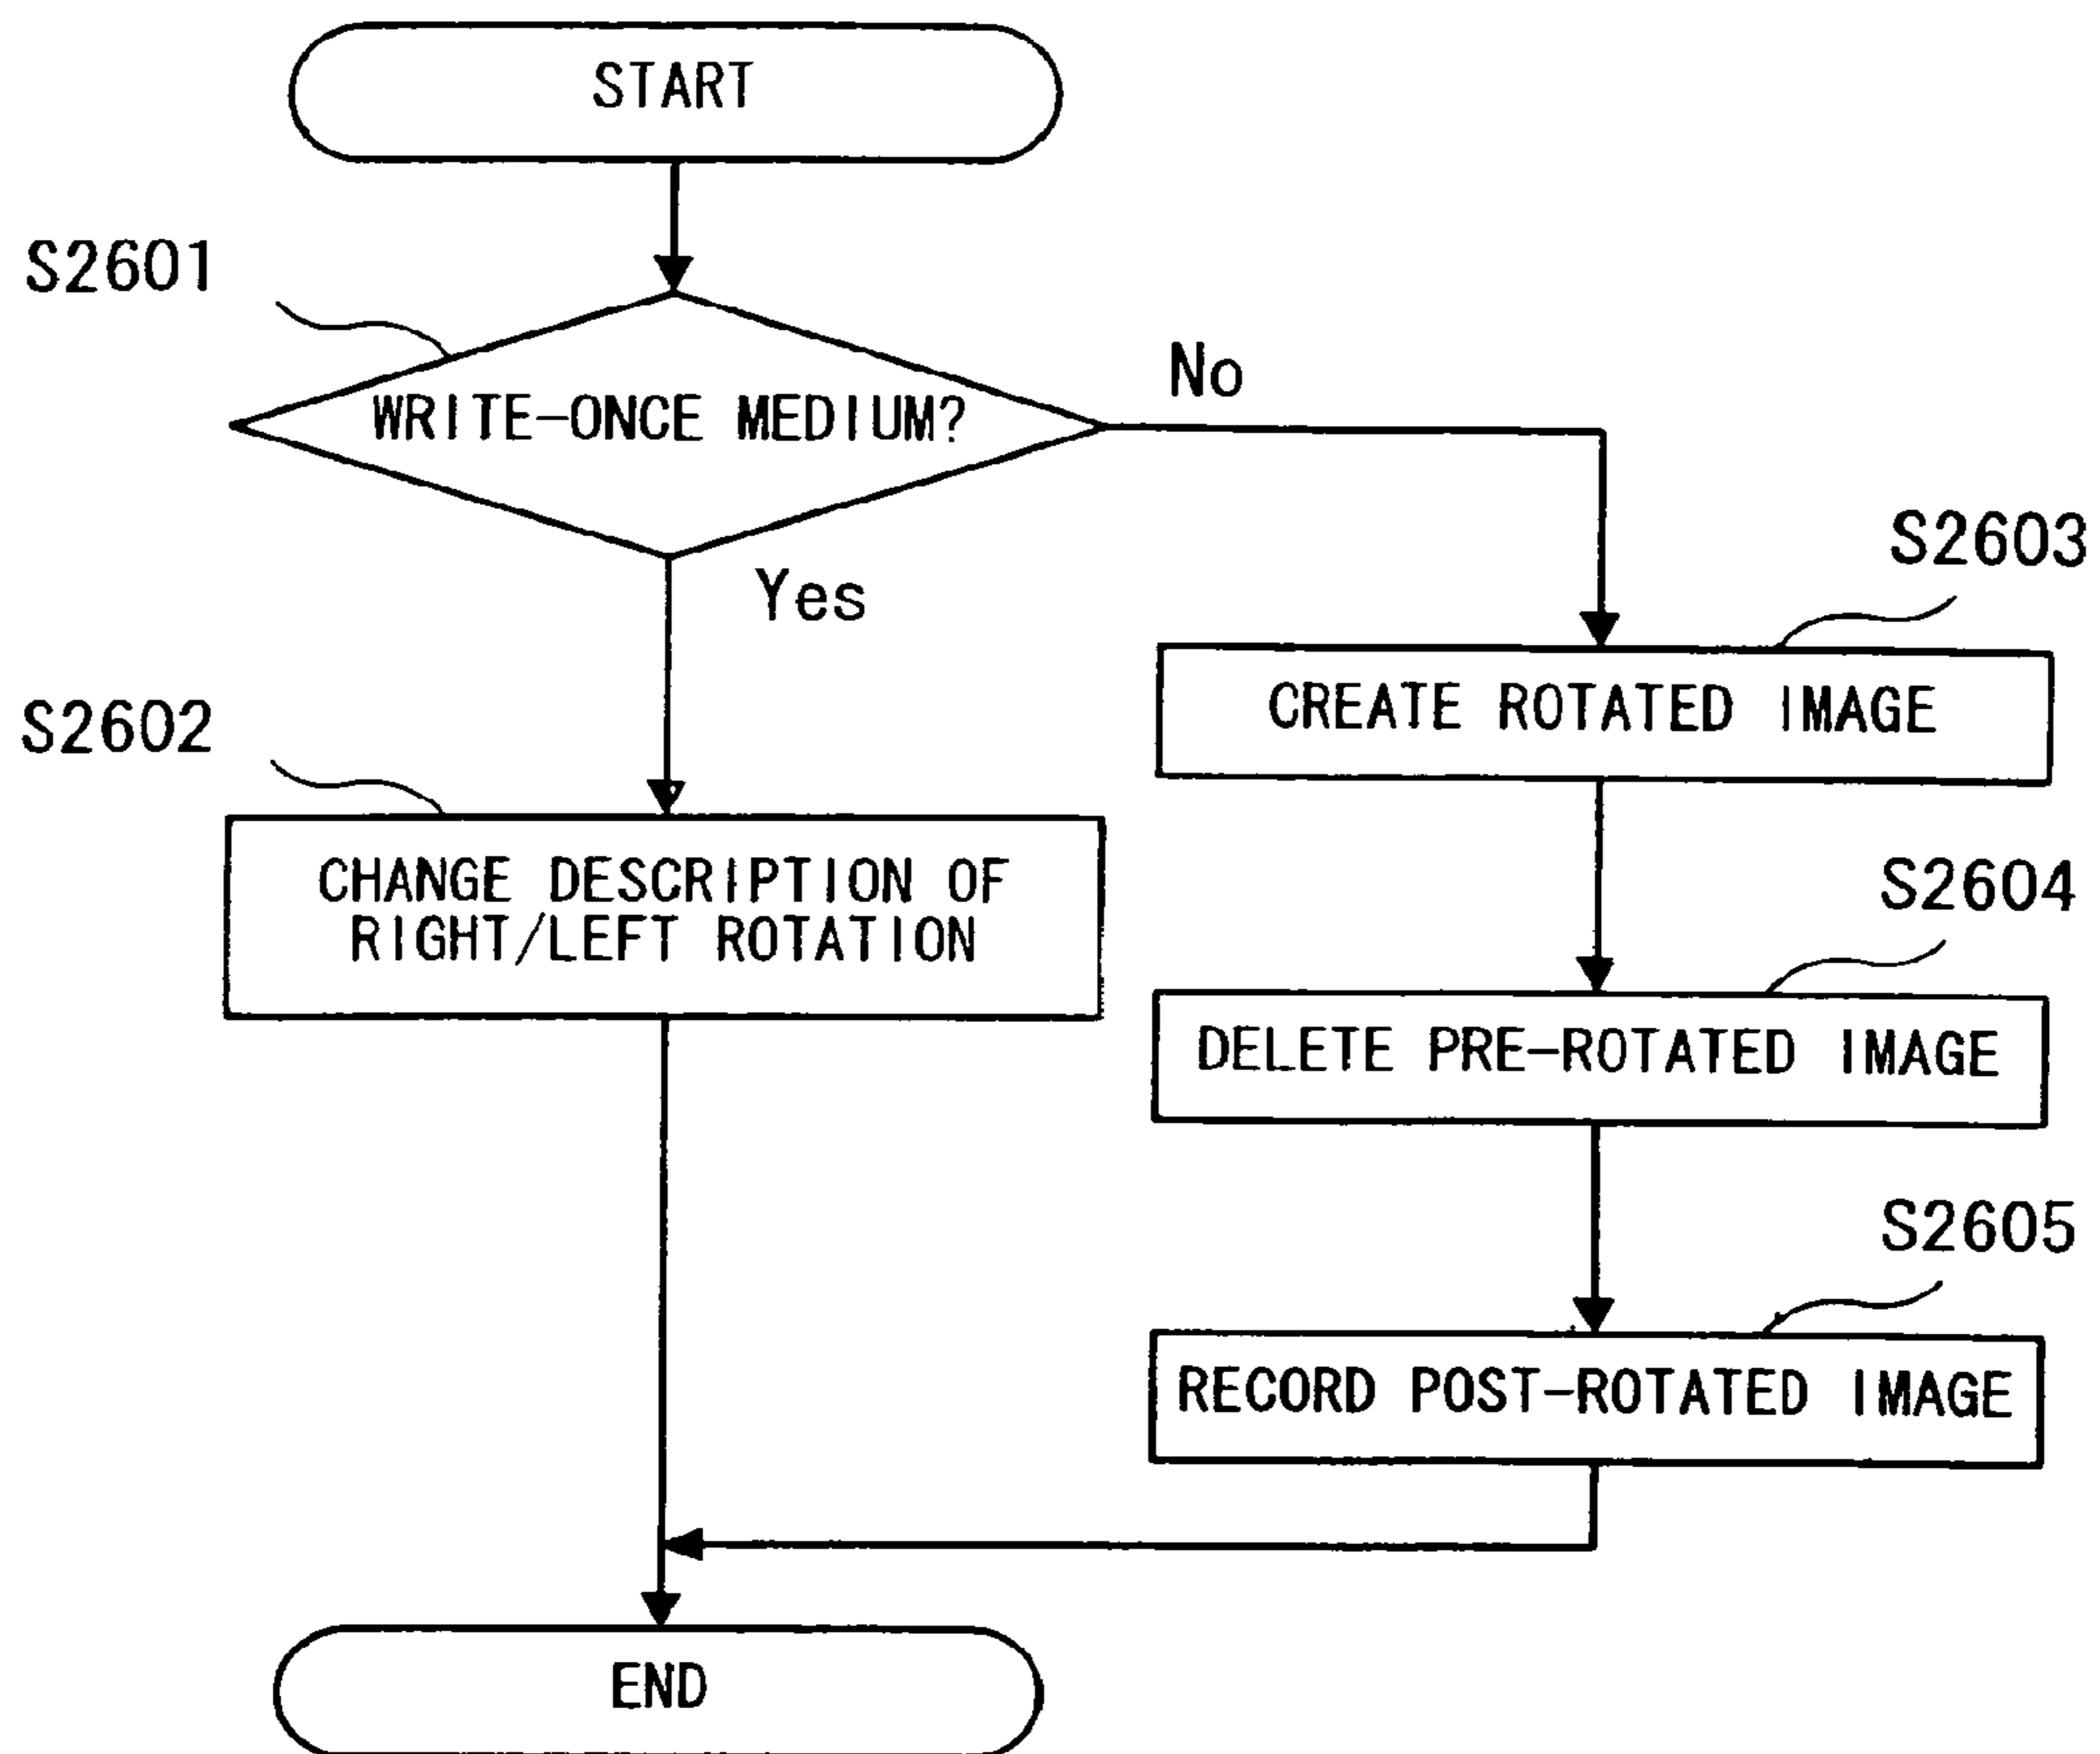 START
S2601
WRITE-ONCE MEDIUM?
No
Yes
S2603
CREATE ROTATED IMAGE
S2602
CHANGE DESCRIPTION OF
RIGHT/LEFT ROTATION
S2604
DELETE PRE-ROTATED IMAGE
S2605
RECORD POST-ROTATED IMAGE
END